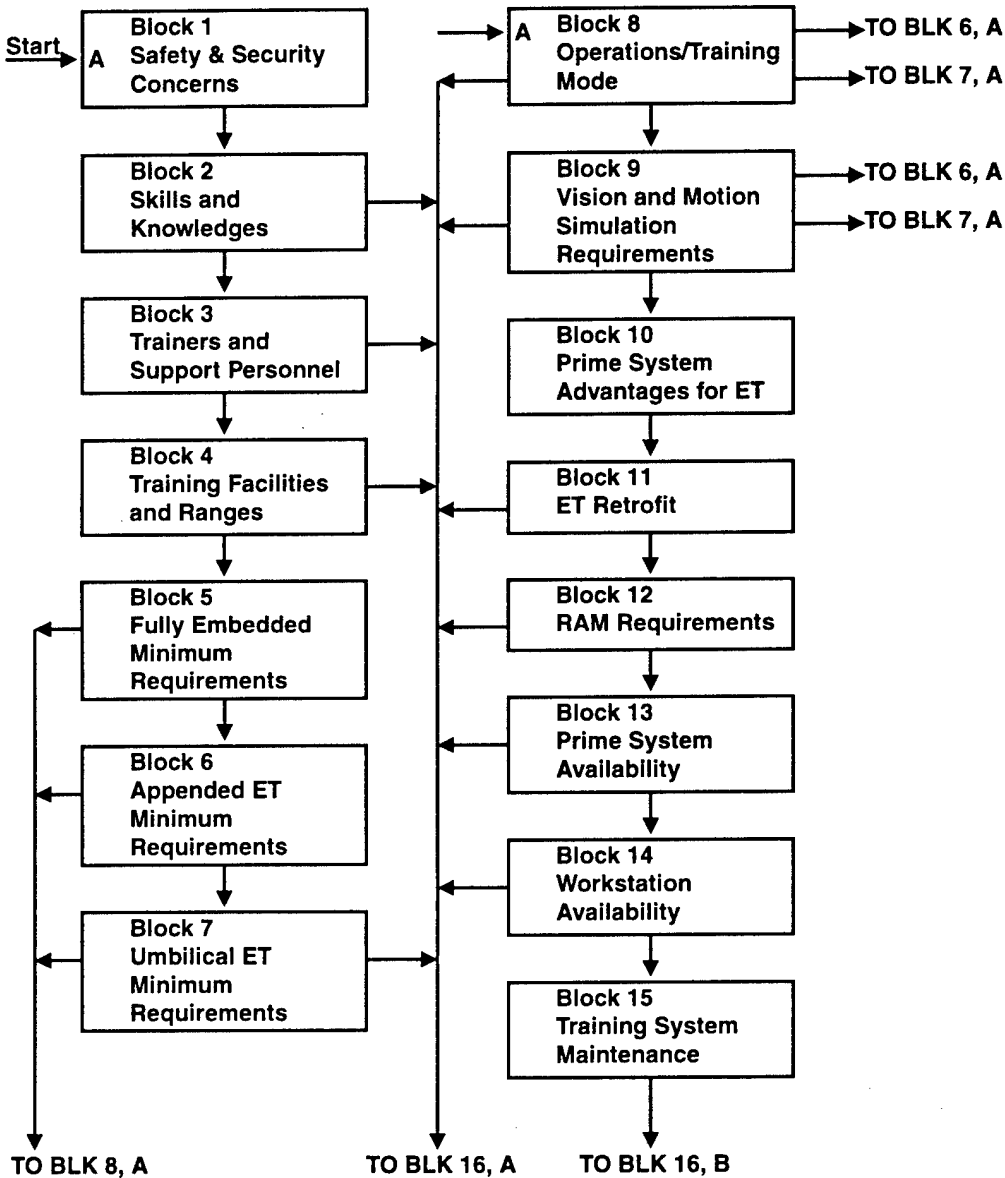 Start
A
Block 1
Safety & Security
Concerns
Block 2
Skills and
Knowledges
Block 3
Trainers and
Support Personnel
Block 4
Training Facilities
and Ranges
Block 5
Fully Embedded
Minimum
Requirements
Block 6
Appended ET
Minimum
Requirements
Block 7
Umbilical ET
Minimum
Requirements
TO BLK 8, A
A
Block 8
Operations/Training
Mode
TO BLK 6, A
TO BLK 7, A
Block 9
Vision and Motion
Simulation
Requirements
TO BLK 6, A
TO BLK 7, A
Block 10
Prime System
Advantages for ET
Block 11
ET Retrofit
Block 12
RAM Requirements
Block 13
Prime System
Availability
Block 14
Workstation
Availability
Block 15
Training System
Maintenance
TO BLK 16, A
TO BLK 16, B